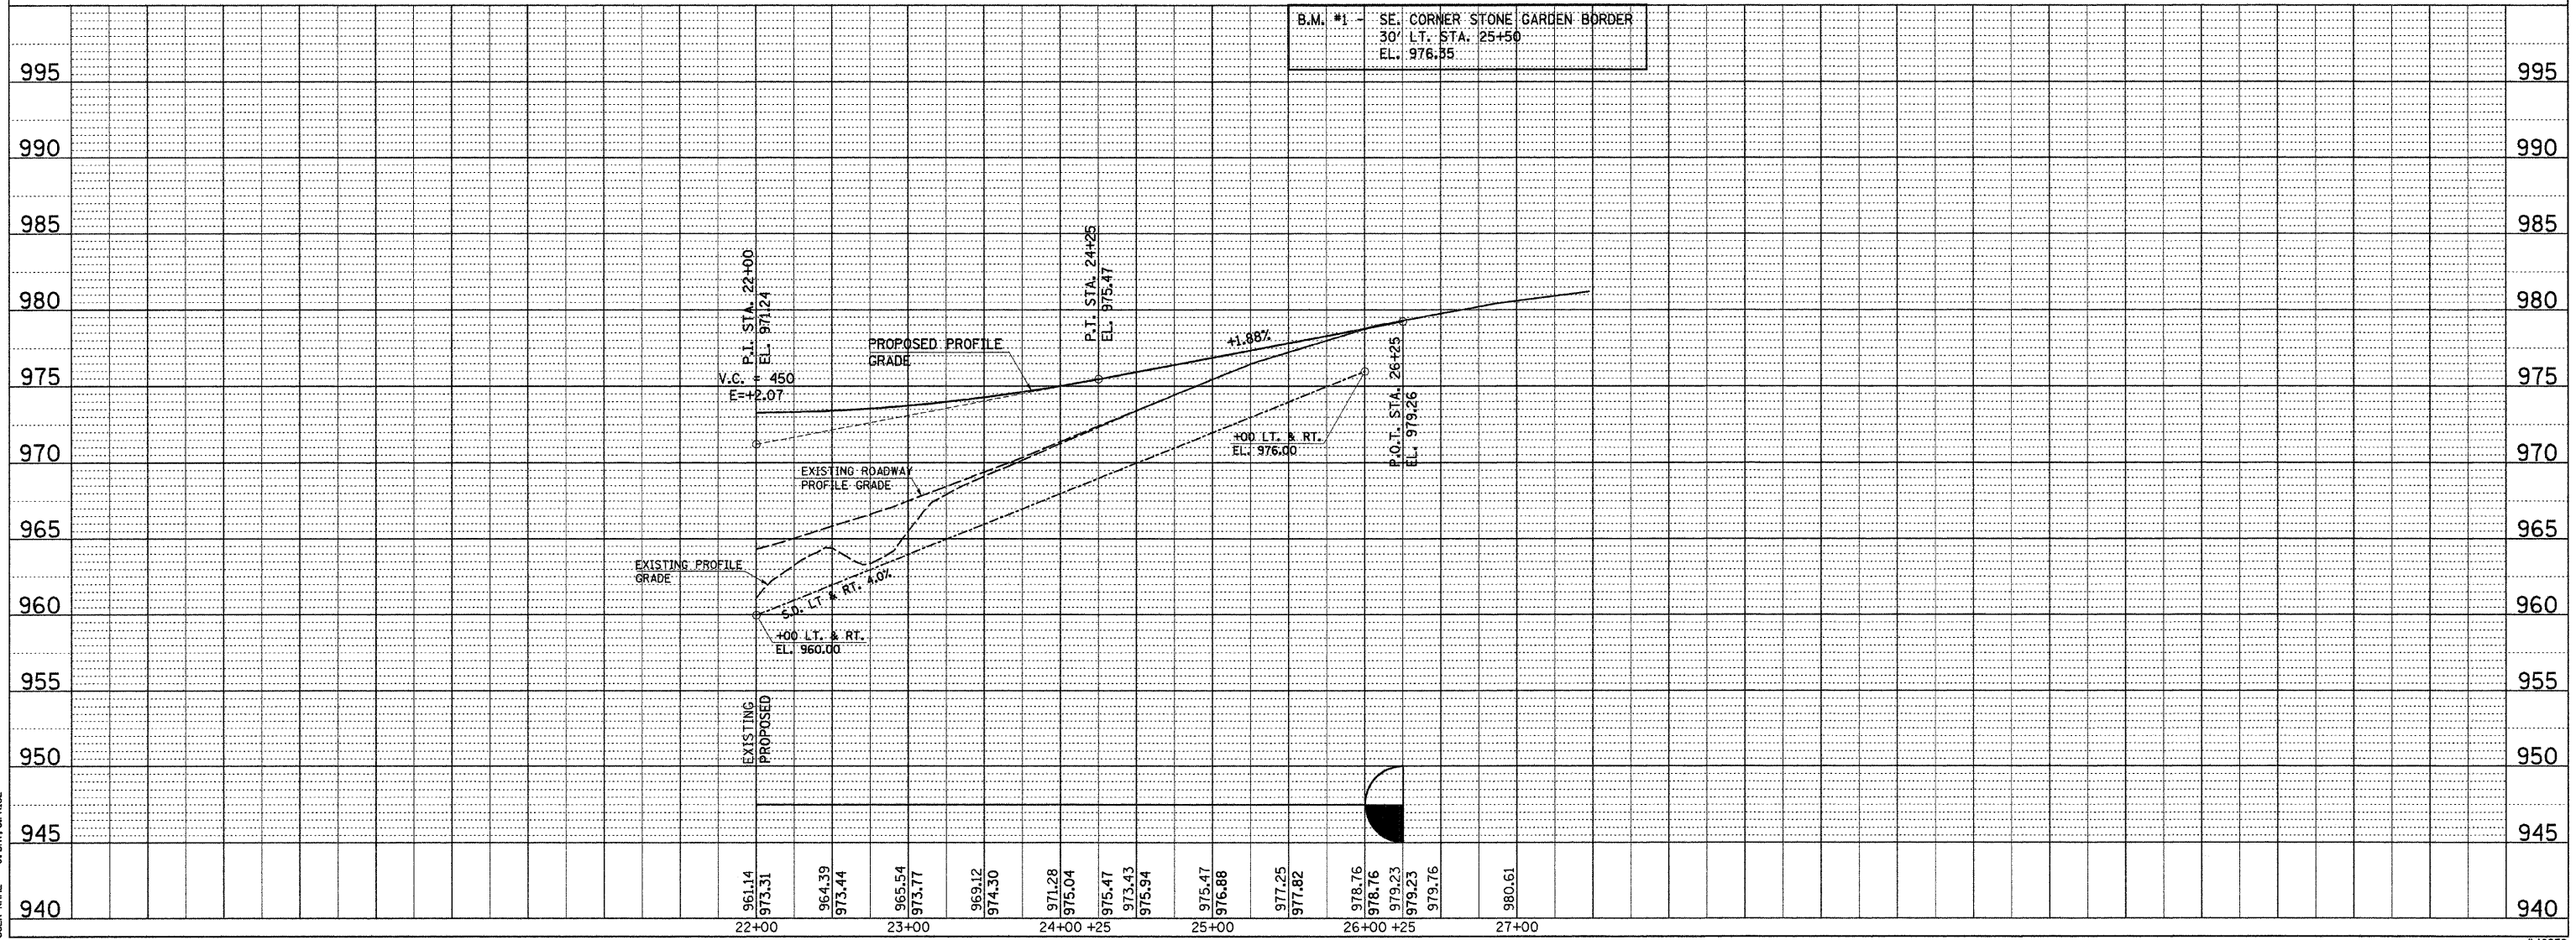 B.M. #1 - SE. CORNER STONE GARDEN BORDER
30' LT. STA. 25+50
EL. 976.35
995 995
990 990
985 985
980 980
975 975
970 970
965 965
960 960
955 955
950 950
945 945
940 940
P.I. STA. 22+00
EL. 971.24
V.C. = 450
E=+2.07
PROPOSED PROFILE
GRADE
P.T. STA. 24+25
EL. 975.47
+1.88%
P.O.T. STA. 26+25
EL. 979.26
+00 LT. & RT.
EL. 976.00
EXISTING ROADWAY
PROFILE GRADE
EXISTING PROFILE
GRADE
S.D. LT & RT. 4.0%
+00 LT. & RT.
EL. 960.00
EXISTING
PROPOSED
961.14
973.31
964.39
973.44
965.54
973.77
969.12
974.30
971.28
975.04
975.47
973.43
975.94
975.47
976.88
977.25
977.82
978.76
978.76
979.23
979.23
979.76
980.61
22+00 23+00 24+00 +25 25+00 26+00 +25 27+00